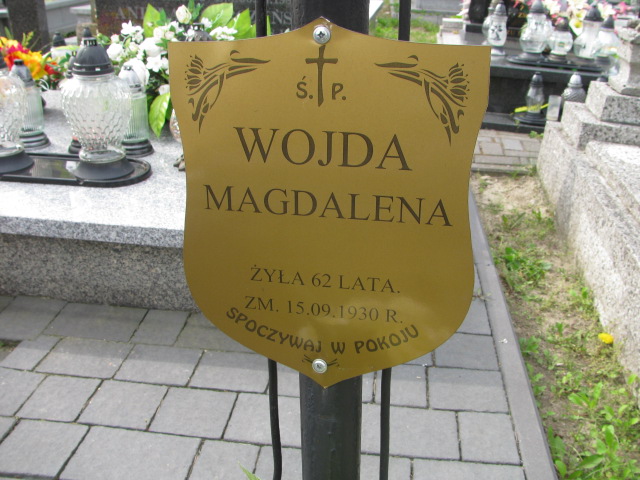 Ś. P.
WOJDA
MAGDALENA
ŻYŁA 62 LATA.
ZM. 15.09.1930 R.
SPOCZYWAJ W POKOJU